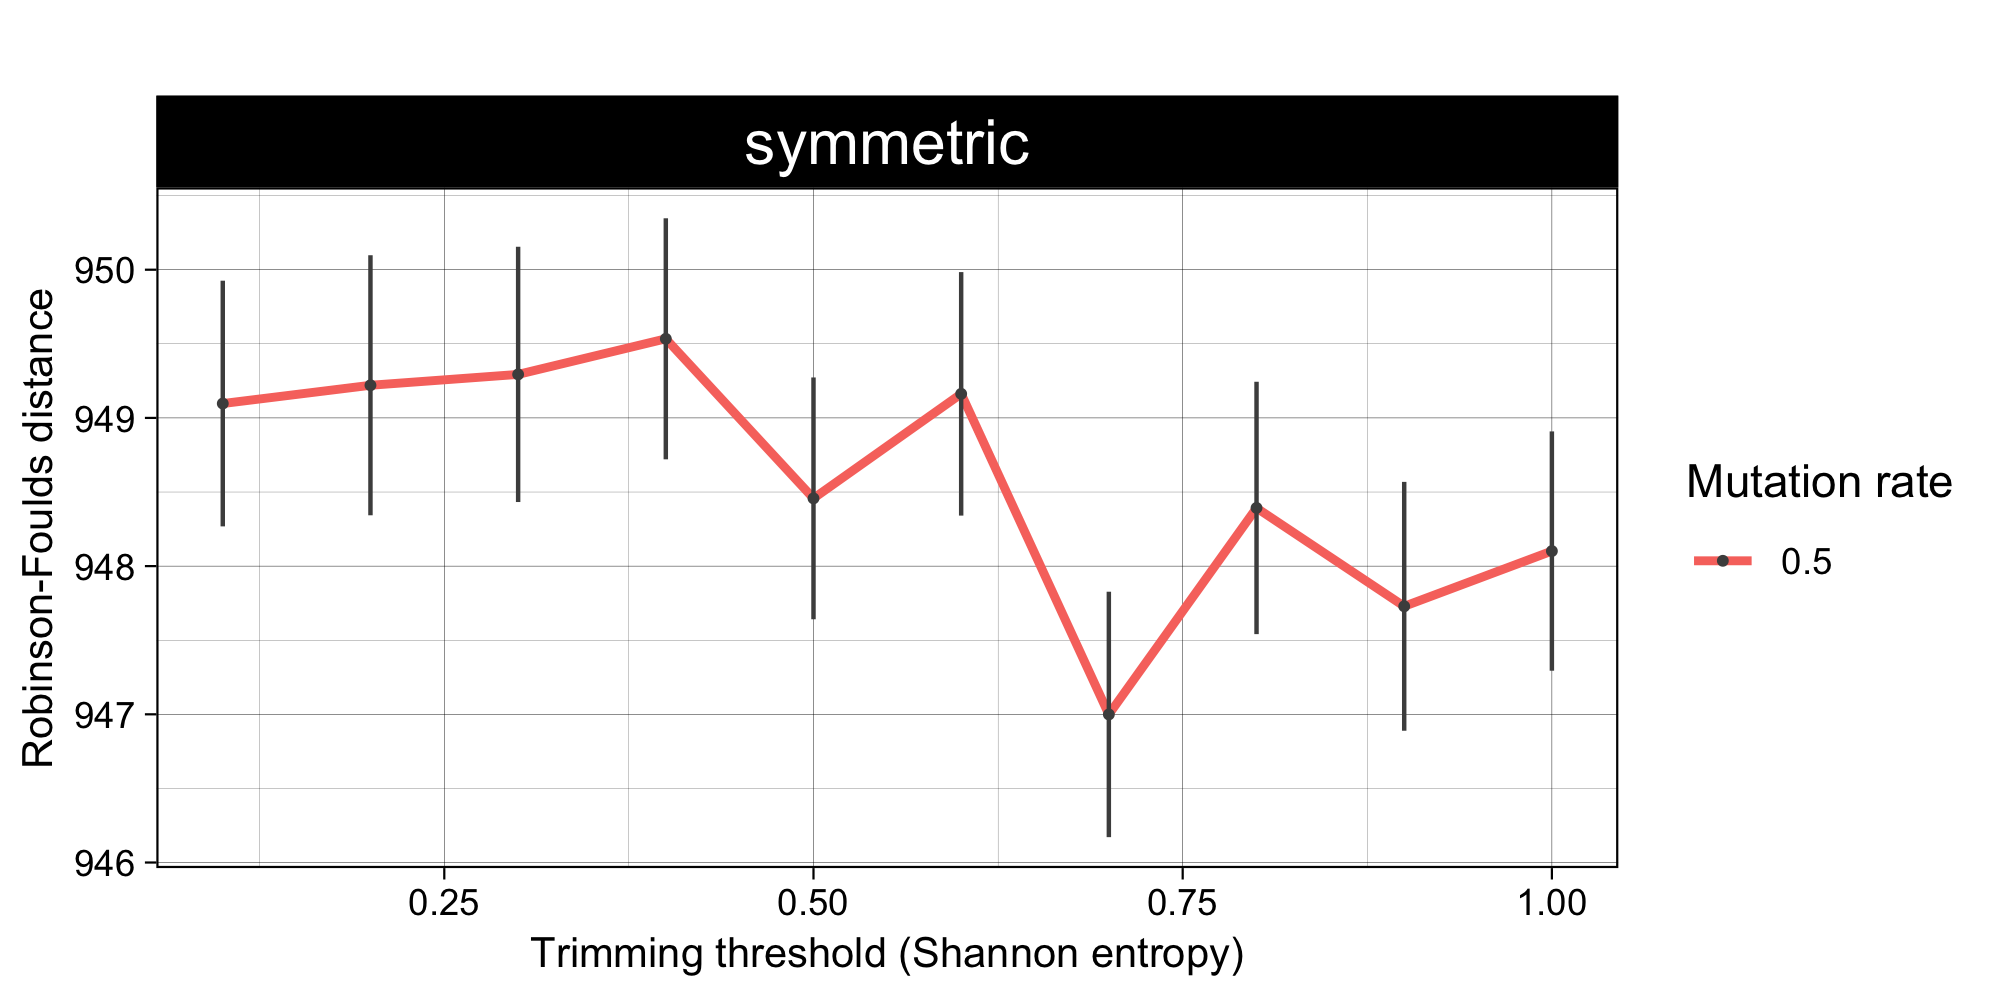 symmetric
Robinson-Foulds distance
950
949
948
947
946
0.25 0.50 0.75 1.00
Trimming threshold (Shannon entropy)
Mutation rate
0.5